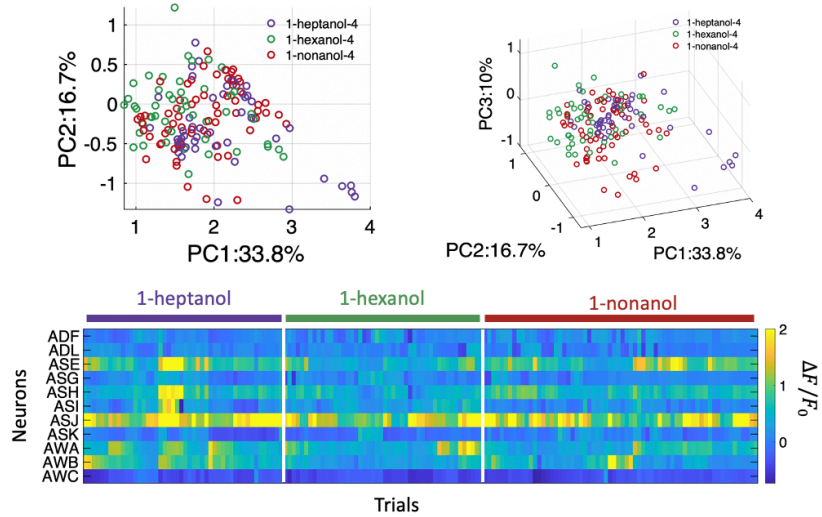 1
0.5
0
-0.5
-1
PC2:16.7%
1
2
3
4
PC1:33.8%
1-heptanol-4
1-hexanol-4
1-nonanol-4
1
0
-1
PC3:10%
1
0
-1
PC2:16.7%
1
2
3
4
PC1:33.8%
1-heptanol-4
1-hexanol-4
1-nonanol-4
1-heptanol
1-hexanol
1-nonanol
Neurons
ADF
ADL
ASE
ASG
ASH
ASI
ASJ
ASK
AWA
AWB
AWC
Trials
2
1
0
ΔF/F₀